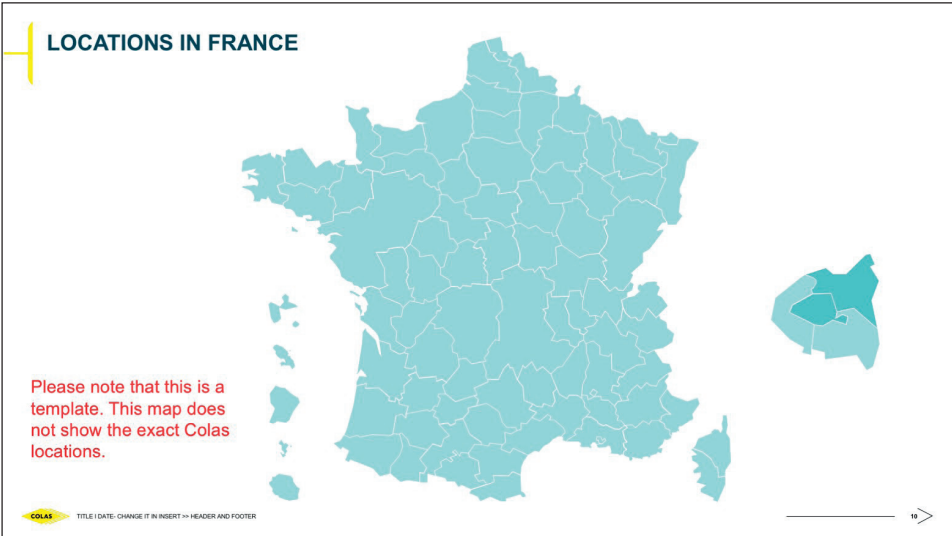 LOCATIONS IN FRANCE
Please note that this is a
template. This map does
not show the exact Colas
locations.
COLAS
TITLE I DATE- CHANGE IT IN INSERT >> HEADER AND FOOTER
10